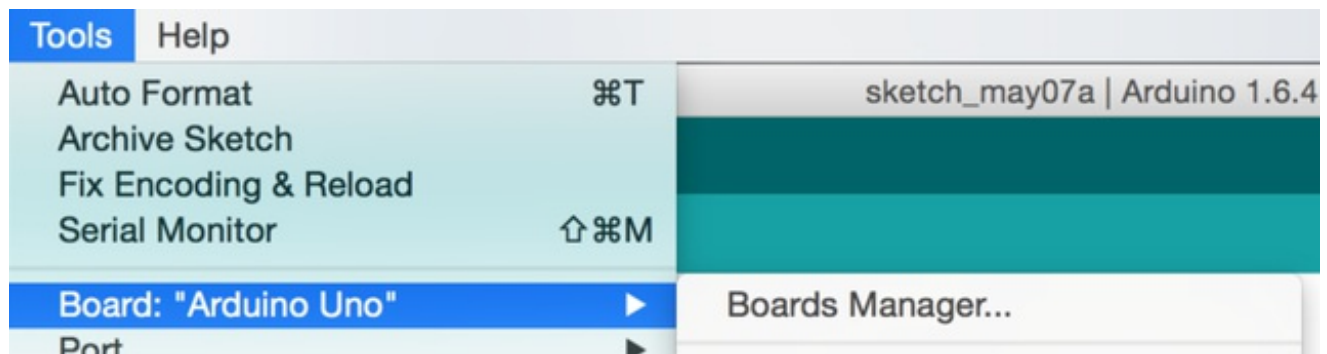 Tools Help
Auto Format ⌘T
sketch_may07a | Arduino 1.6.4
Archive Sketch
Fix Encoding & Reload
Serial Monitor ⇧⌘M
Board: "Arduino Uno" ▶ Boards Manager...
Port ▶